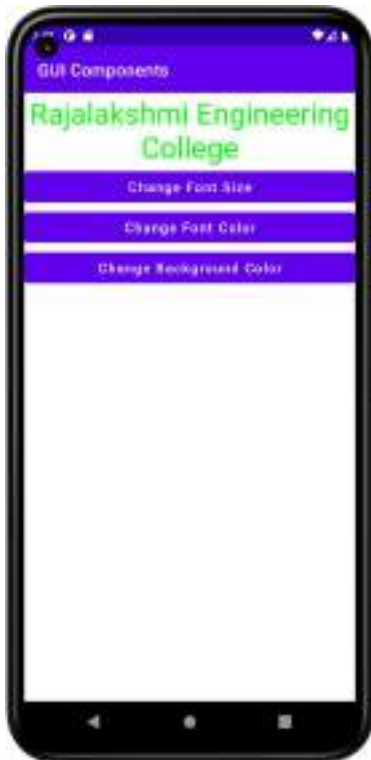 GUI Components
Rajalakshmi Engineering
College
Change Font Size
Change Font Color
Change Background Color